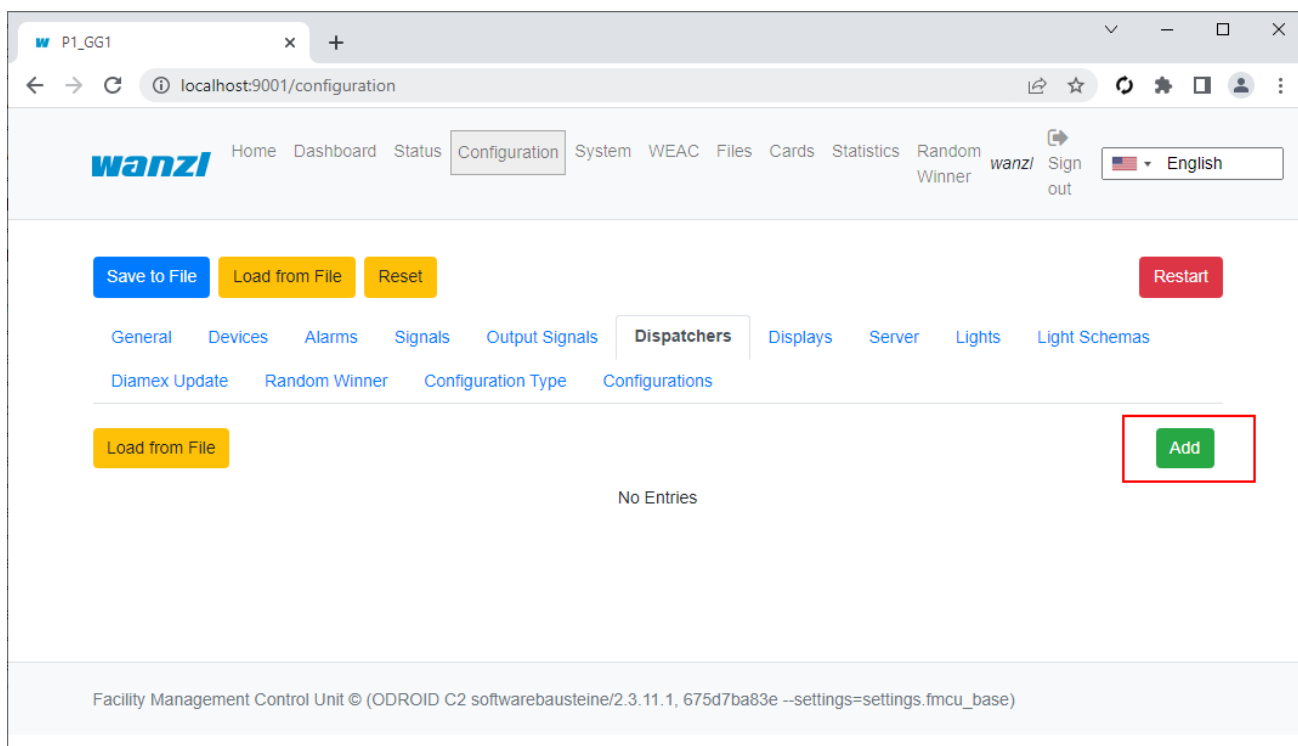 P1_GG1
localhost:9001/configuration
wanzl Home Dashboard Status Configuration System WEAC Files Cards Statistics Random Winner wanzl Sign out English
Save to File Load from File Reset Restart
General Devices Alarms Signals Output Signals Dispatchers Displays Server Lights Light Schemas
Diamex Update Random Winner Configuration Type Configurations
Load from File Add
No Entries
Facility Management Control Unit © (ODROID C2 softwarebausteine/2.3.11.1, 675d7ba83e --settings=settings.fmcu_base)